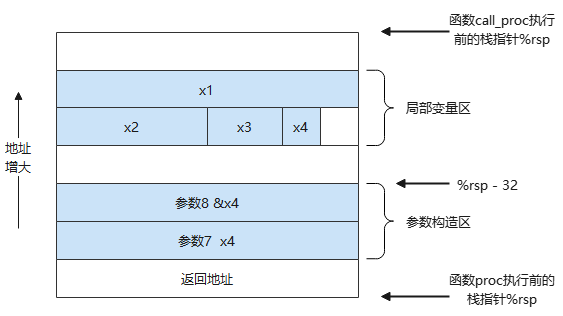 函数call_proc执行
前的栈指针%rsp
x1
x2 x3 x4
局部变量区
地址
增大
%rsp - 32
参数8 &x4
参数构造区
参数7 x4
返回地址
函数proc执行前的
栈指针%rsp